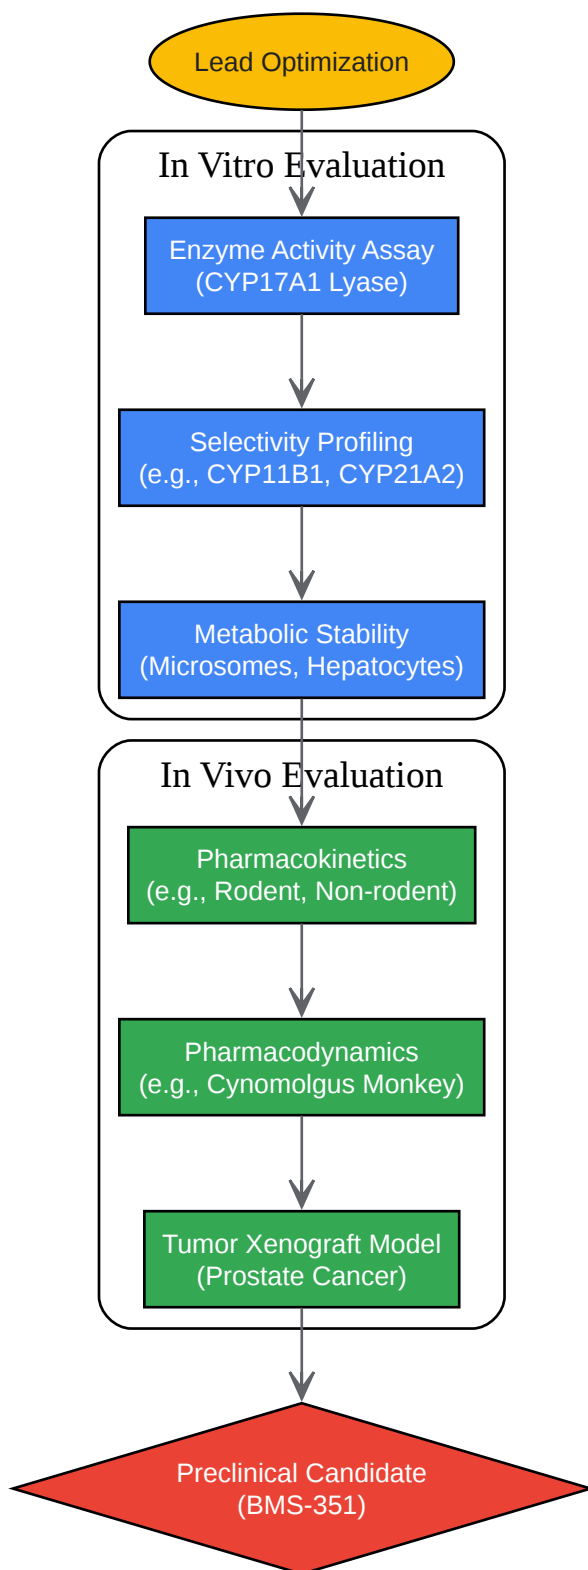 Lead Optimization
In Vitro Evaluation
Enzyme Activity Assay
(CYP17A1 Lyase)
Selectivity Profiling
(e.g., CYP11B1, CYP21A2)
Metabolic Stability
(Microsomes, Hepatocytes)
In Vivo Evaluation
Pharmacokinetics
(e.g., Rodent, Non-rodent)
Pharmacodynamics
(e.g., Cynomolgus Monkey)
Tumor Xenograft Model
(Prostate Cancer)
Preclinical Candidate
(BMS-351)